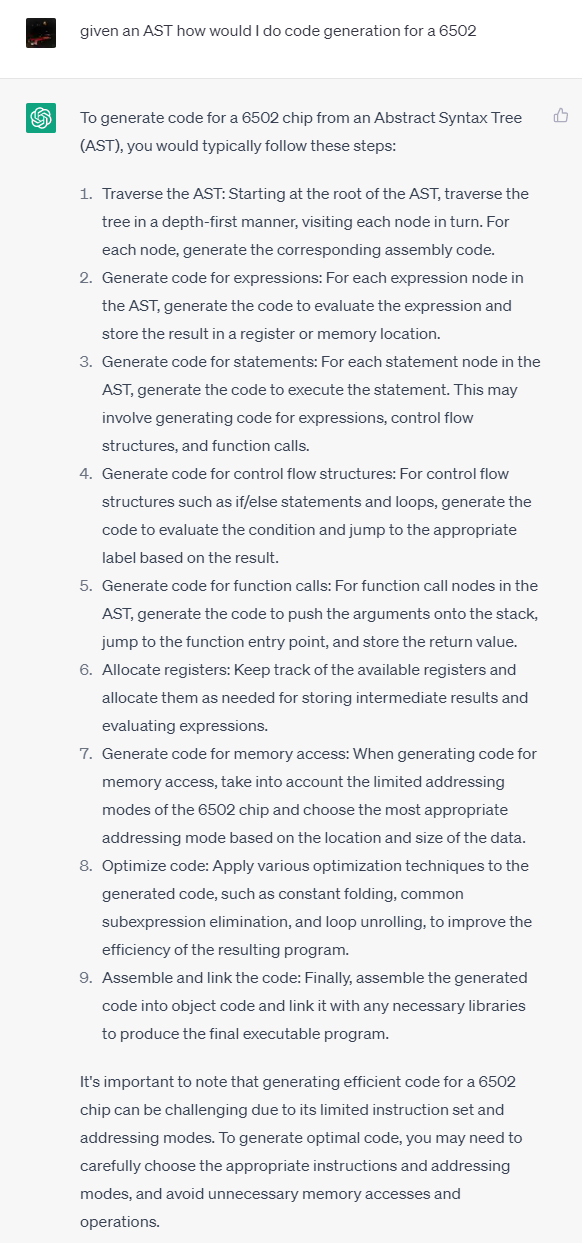 given an AST how would I do code generation for a 6502
To generate code for a 6502 chip from an Abstract Syntax Tree
(AST), you would typically follow these steps:
1. Traverse the AST: Starting at the root of the AST, traverse the
tree in a depth-first manner, visiting each node in turn. For
each node, generate the corresponding assembly code.
2. Generate code for expressions: For each expression node in
the AST, generate the code to evaluate the expression and
store the result in a register or memory location.
3. Generate code for statements: For each statement node in the
AST, generate the code to execute the statement. This may
involve generating code for expressions, control flow
structures, and function calls.
4. Generate code for control flow structures: For control flow
structures such as if/else statements and loops, generate the
code to evaluate the condition and jump to the appropriate
label based on the result.
5. Generate code for function calls: For function call nodes in the
AST, generate the code to push the arguments onto the stack,
jump to the function entry point, and store the return value.
6. Allocate registers: Keep track of the available registers and
allocate them as needed for storing intermediate results and
evaluating expressions.
7. Generate code for memory access: When generating code for
memory access, take into account the limited addressing
modes of the 6502 chip and choose the most appropriate
addressing mode based on the location and size of the data.
8. Optimize code: Apply various optimization techniques to the
generated code, such as constant folding, common
subexpression elimination, and loop unrolling, to improve the
efficiency of the resulting program.
9. Assemble and link the code: Finally, assemble the generated
code into object code and link it with any necessary libraries
to produce the final executable program.
It's important to note that generating efficient code for a 6502
chip can be challenging due to its limited instruction set and
addressing modes. To generate optimal code, you may need to
carefully choose the appropriate instructions and addressing
modes, and avoid unnecessary memory accesses and
operations.